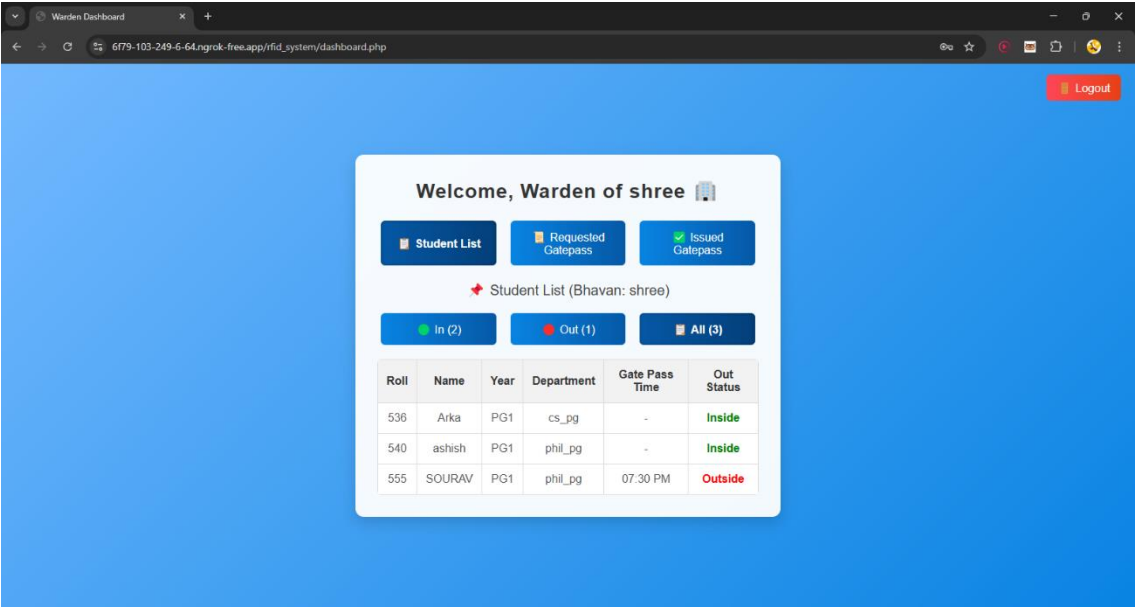 Warden Dashboard
6f79-103-249-6-64.ngrok-free.app/rfid_system/dashboard.php
Logout
Welcome, Warden of shree
Student List
Requested
Gatepass
Issued
Gatepass
Student List (Bhavan: shree)
In (2)
Out (1)
All (3)
Roll Name Year Department Gate Pass Time Out Status
536 Arka PG1 cs_pg - Inside
540 ashish PG1 phil_pg - Inside
555 SOURAV PG1 phil_pg 07:30 PM Outside